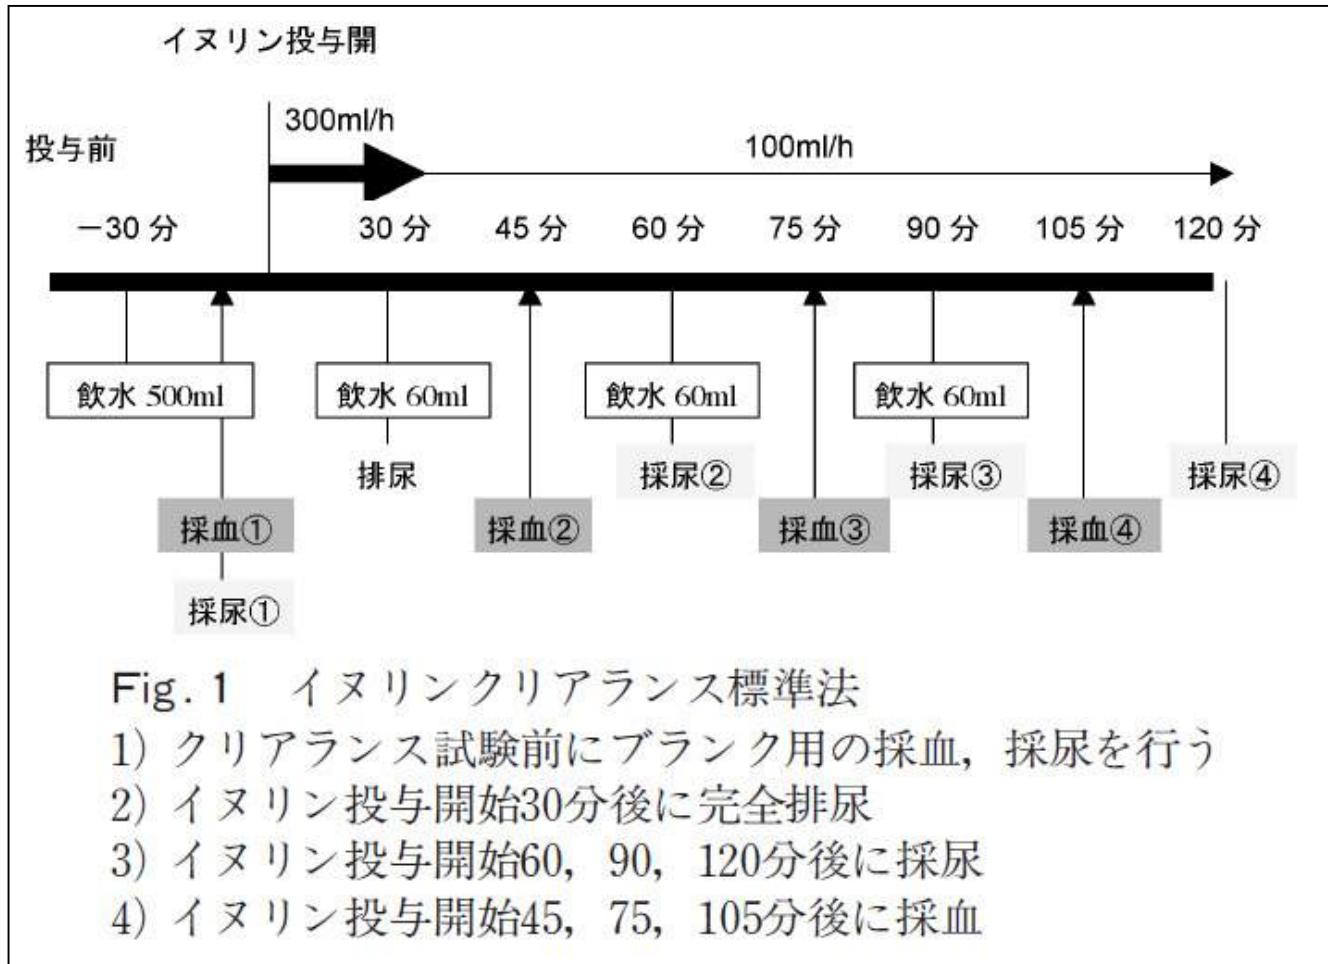 イヌリン投与開
300ml/h
投与前
100ml/h
－30 分
30 分
45 分
60 分
75 分
90 分
105 分
120 分
飲水 500ml
飲水 60ml
飲水 60ml
飲水 60ml
排尿
採尿②
採尿③
採尿④
採血①
採血②
採血③
採血④
採尿①
Fig. 1 イヌリンクリアランス標準法
1) クリアランス試験前にブランク用の採血，採尿を行う
2) イヌリン投与開始30分後に完全排尿
3) イヌリン投与開始60，90，120分後に採尿
4) イヌリン投与開始45，75，105分後に採血